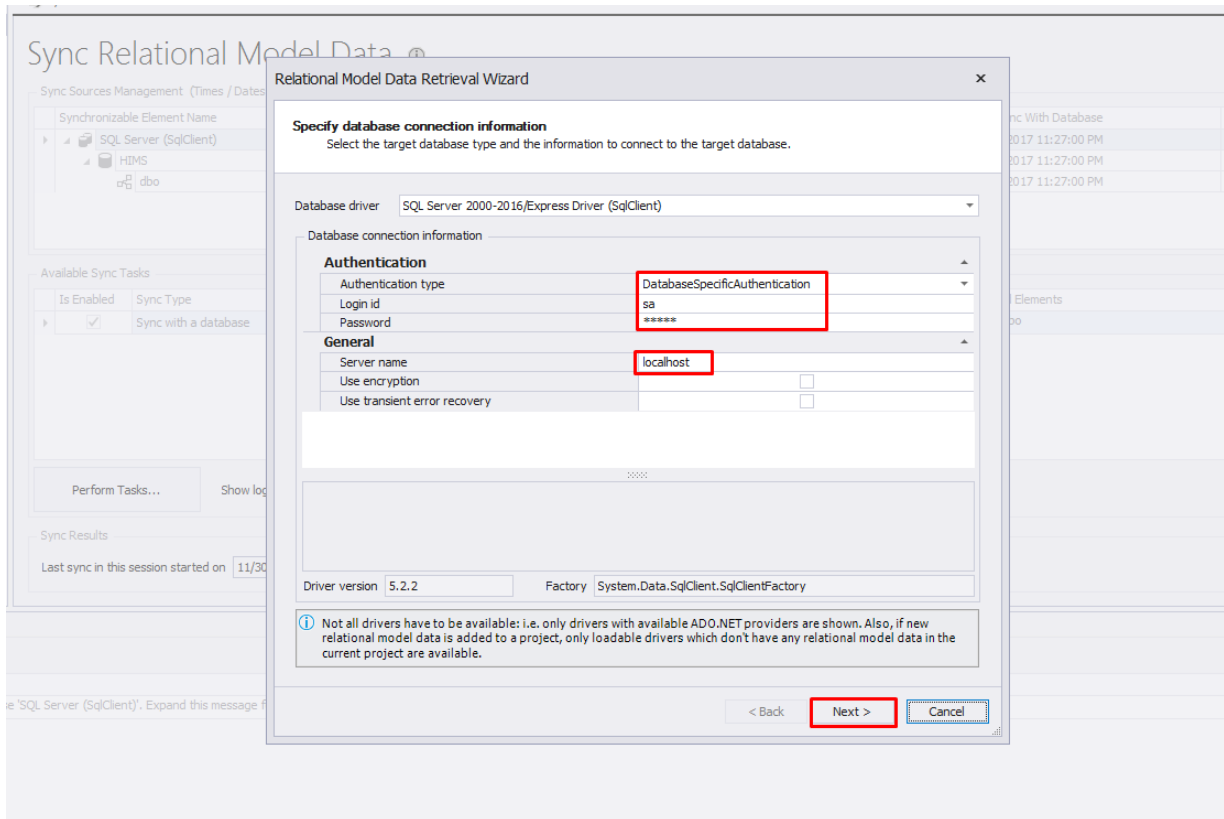 Sync Relational Model Data
Sync Sources Management (Times / Dates
Synchronizable Element Name
nc With Database
SQL Server (SqlClient)
2017 11:27:00 PM
HIMS
2017 11:27:00 PM
dbo
2017 11:27:00 PM
Available Sync Tasks
Is Enabled Sync Type
Elements
Sync with a database
Perform Tasks... Show log
Sync Results
Last sync in this session started on 11/30
se 'SQL Server (SqlClient)'. Expand this message f
Relational Model Data Retrieval Wizard
Specify database connection information
Select the target database type and the information to connect to the target database.
Database driver SQL Server 2000-2016/Express Driver (SqlClient)
Database connection information
Authentication
Authentication type DatabaseSpecificAuthentication
Login id sa
Password *****
General
Server name localhost
Use encryption
Use transient error recovery
Driver version 5.2.2 Factory System.Data.SqlClient.SqlClientFactory
Not all drivers have to be available: i.e. only drivers with available ADO.NET providers are shown. Also, if new
relational model data is added to a project, only loadable drivers which don't have any relational model data in the
current project are available.
< Back Next > Cancel